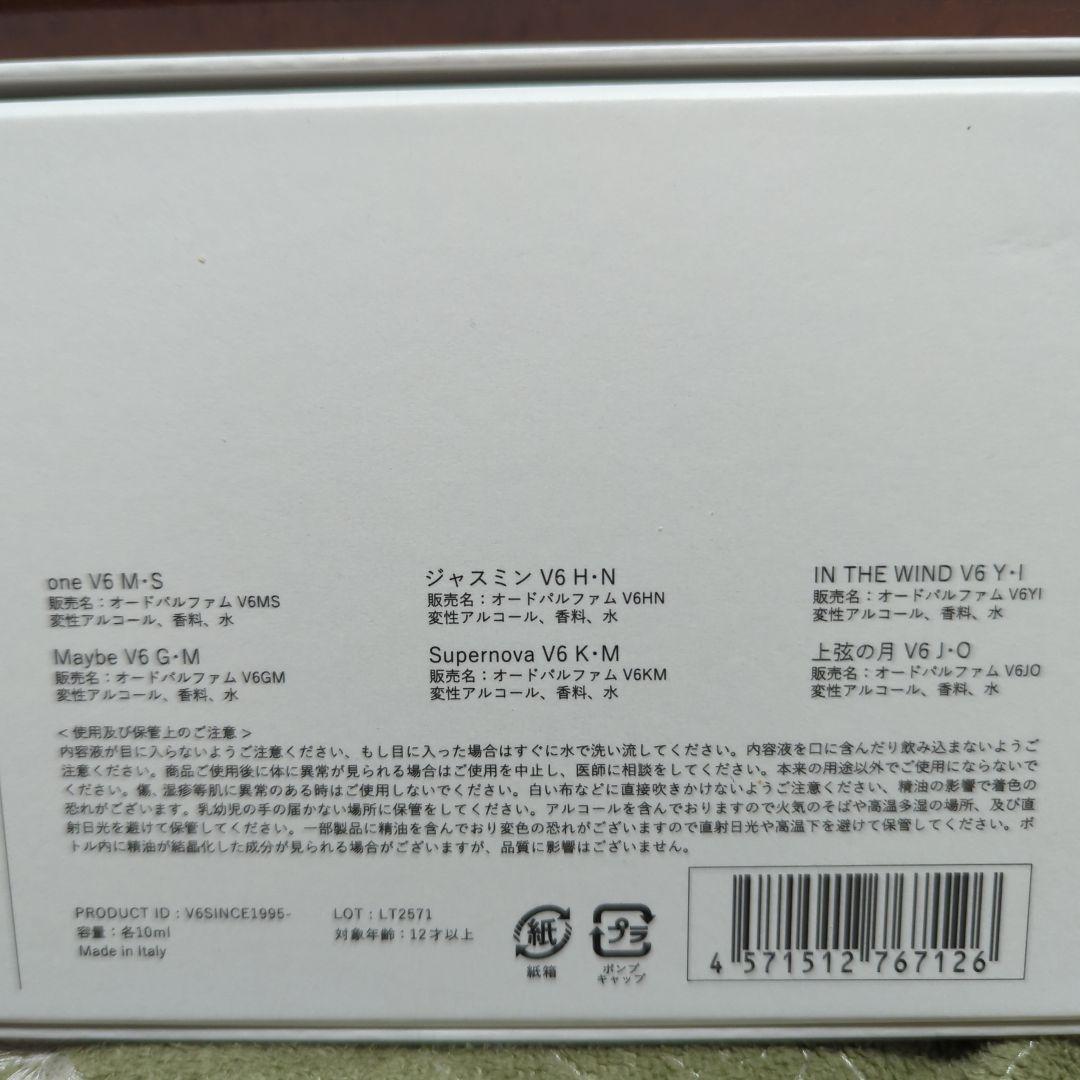 one V6 M・S
販売名：オードパルファム V6MS
変性アルコール、香料、水
ジャスミン V6 H・N
販売名：オードパルファム V6HN
変性アルコール、香料、水
IN THE WIND V6 Y・I
販売名：オードパルファム V6YI
変性アルコール、香料、水
Maybe V6 G・M
販売名：オードパルファム V6GM
変性アルコール、香料、水
Supernova V6 K・M
販売名：オードパルファム V6KM
変性アルコール、香料、水
上弦の月 V6 J・O
販売名：オードパルファム V6JO
変性アルコール、香料、水
＜使用及び保管上のご注意＞
内容液が目に入らないようご注意ください、もし目に入った場合はすぐに水で洗い流してください。内容液を口に含んだり飲み込まないようご
注意ください。商品ご使用後に体に異常が見られる場合はご使用を中止し、医師に相談をしてください。本来の用途以外でご使用にならないで
ください。傷、湿疹等肌に異常のある時はご使用しないでください。白い布などに直接吹きかけないようご注意ください、精油の影響で着色の
恐れがございます。乳幼児の手の届かない場所に保管をしてください。アルコールを含んでおりますので火気のそばや高温多湿の場所、及び直
射日光を避けて保管してください。一部製品に精油を含んでおり変色の恐れがございますので直射日光や高温下を避けて保管してください。ボ
トル内に精油が結晶化した成分が見られる場合がございますが、品質に影響はございません。
PRODUCT ID : V6SINCE1995-
容量：各10ml
Made in Italy
LOT : LT2571
対象年齢：12才以上
紙
紙箱
プラ
ポンプ
キャップ
4 571512 767126